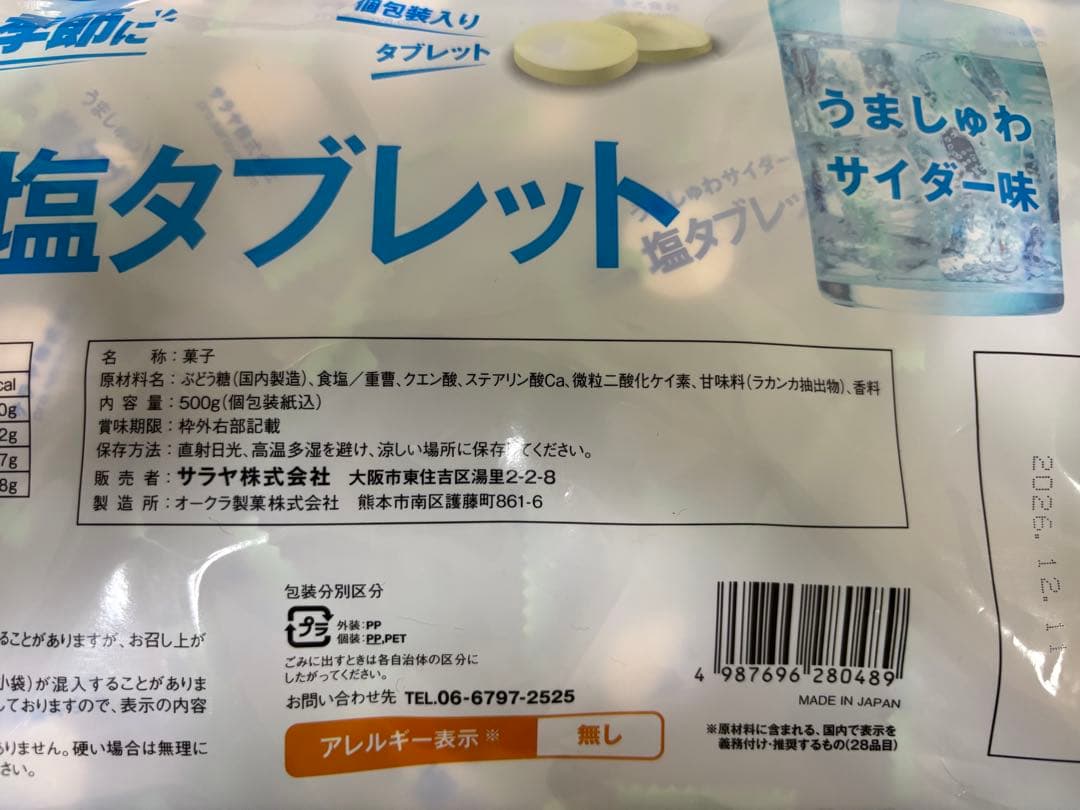 季節に
個包装入り
タブレット
うましゅわ
サイダー味
塩タブレット
うましゅわサイダー
塩タブレッ
サラヤ株式
cal
0g
2g
7g
8g
名　　称：菓子
原材料名：ぶどう糖(国内製造)、食塩／重曹、クエン酸、ステアリン酸Ca、微粒二酸化ケイ素、甘味料(ラカンカ抽出物)、香料
内 容 量：500g(個包装紙込)
賞味期限：枠外右部記載
保存方法：直射日光、高温多湿を避け、涼しい場所に保存してください。
販 売 者：サラヤ株式会社　大阪市東住吉区湯里2-2-8
製 造 所：オークラ製菓株式会社　熊本市南区護藤町861-6
2026.12.11
包装分別区分
プラ
外装:PP
個装:PP,PET
ごみに出すときは各自治体の区分に
したがってください。
お問い合わせ先 TEL.06-6797-2525
アレルギー表示※ 無し
4 987696 280489
MADE IN JAPAN
※原材料に含まれる、国内で表示を
義務付け・推奨するもの(28品目)
ることがありますが、お召し上が
小袋)が混入することがありま
ておりますので、表示の内容
ありません。硬い場合は無理に
さい。